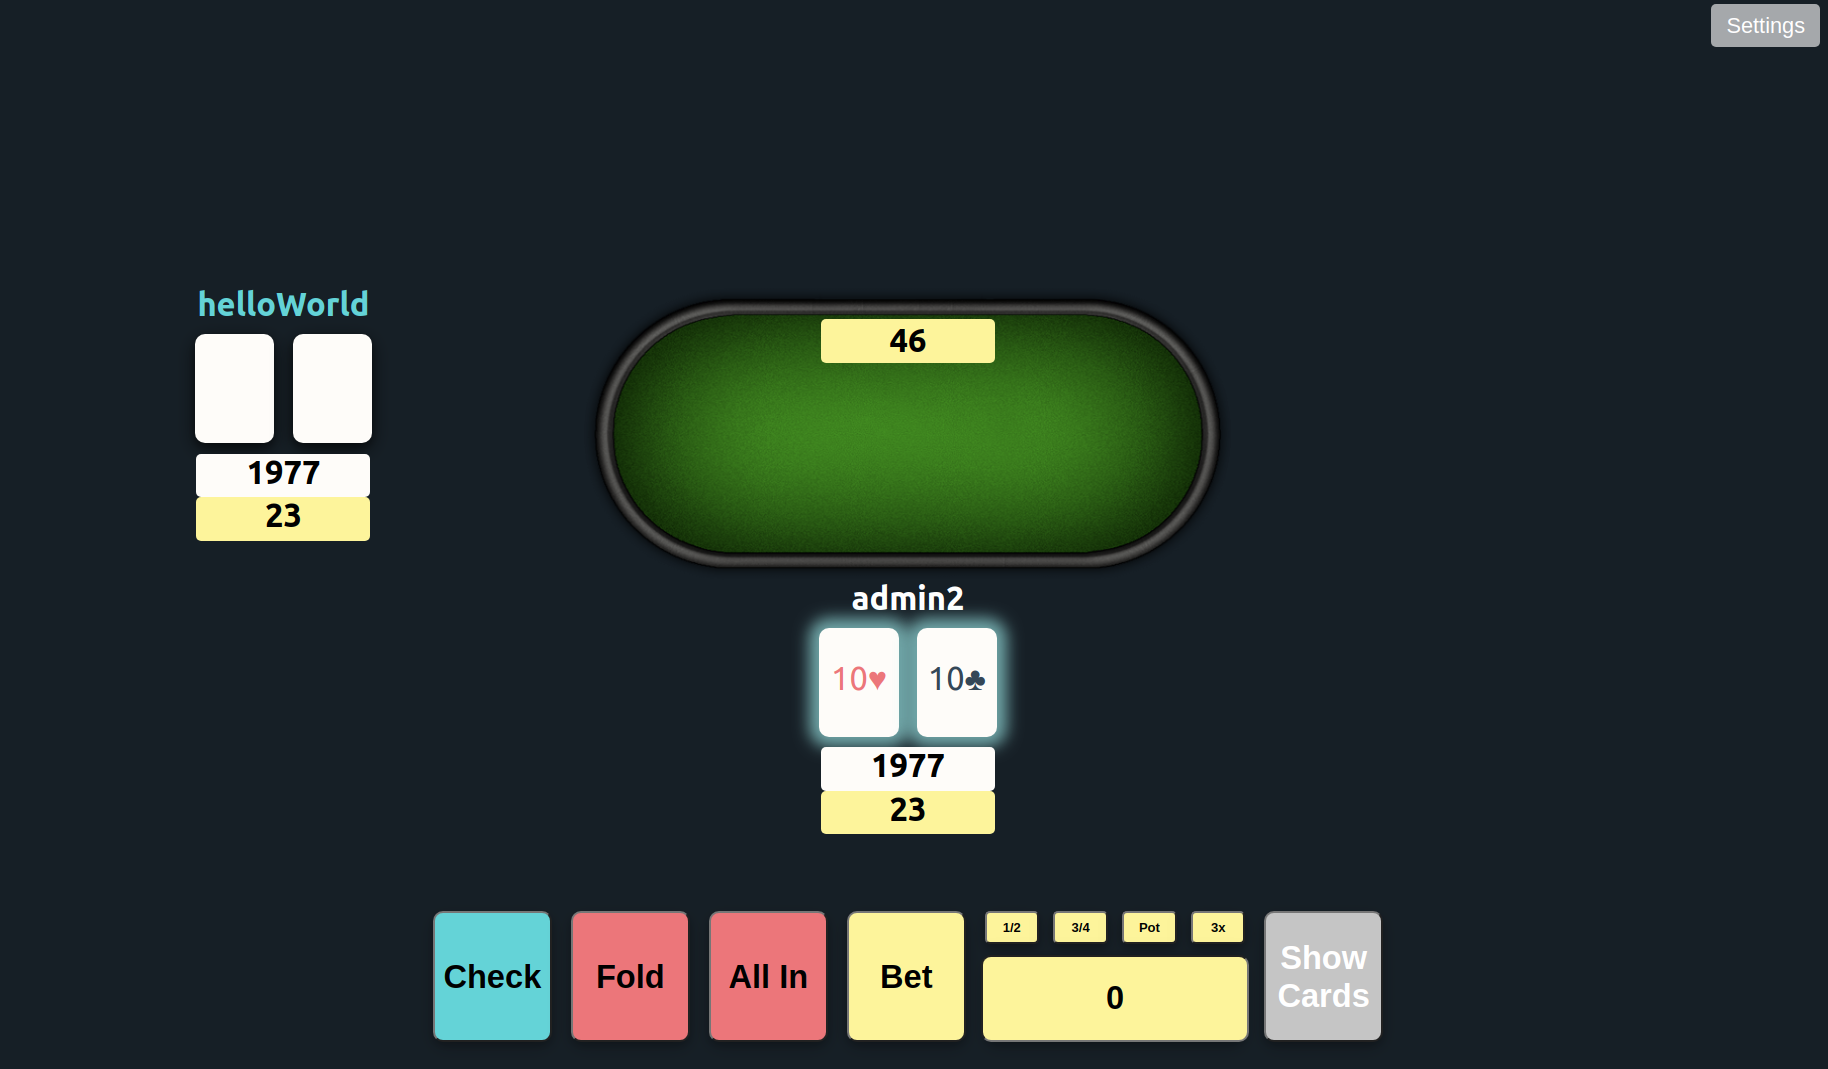 Settings
helloWorld
1977
23
46
admin2
10♥ 10♣
1977
23
Check Fold All In Bet
1/2 3/4 Pot 3x
0
Show
Cards